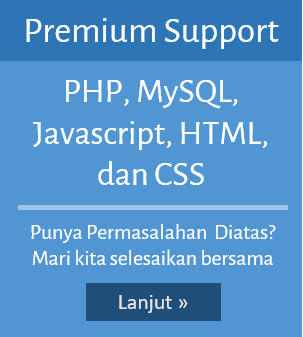 Premium Support
PHP, MySQL,
Javascript, HTML,
dan CSS
Punya Permasalahan Diatas?
Mari kita selesaikan bersama
Lanjut »